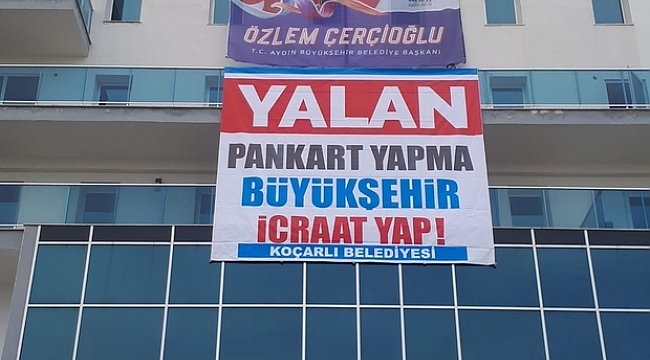 ÖZLEM ÇERÇİOĞLU
T.C. AYDIN BÜYÜKŞEHİR BELEDİYE BAŞKANI
YALAN
PANKART YAPMA
BÜYÜKŞEHİR
İCRAAT YAP!
KOÇARLI BELEDİYESİ